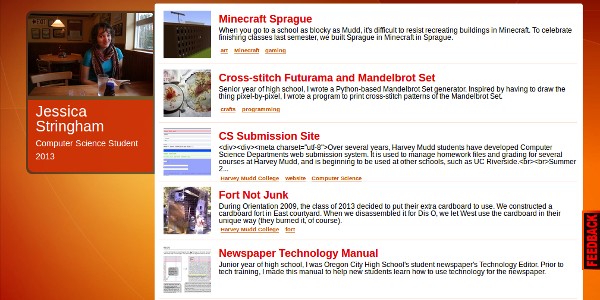 Jessica
Stringham
Computer Science Student
2013
Minecraft Sprague
When you go to a school as blocky as Mudd, it's difficult to resist recreating buildings in Minecraft. To celebrate
finishing classes last semester, we built Sprague in Minecraft in Sprague.
art minecraft gaming
Cross-stitch Futurama and Mandelbrot Set
Senior year of high school, I wrote a Python-based Mandelbrot Set generator. Inspired by having to draw the
thing pixel-by-pixel, I wrote a program to print cross-stitch patterns of the Mandelbrot Set.
crafts programming
CS Submission Site
<div><div><meta charset="utf-8">Over several years, Harvey Mudd students have developed Computer
Science Departments web submission system. It is used to manage homework files and grading for several
courses at Harvey Mudd, and is beginning to be used at other schools, such as UC Riverside.<br><br>Summer
2...
Harvey Mudd College website Computer Science
Fort Not Junk
During Orientation 2009, the class of 2013 decided to put their extra cardboard to use. We constructed a
cardboard fort in East courtyard. When we disassembled it for Dis O, we let West use the cardboard in their
unique way (they burned it, of course).
Harvey Mudd College fort
Newspaper Technology Manual
Junior year of high school, I was Oregon City High School's student newspaper's Technology Editor. Prior to
tech training, I made this manual to help new students learn how to use technology for the newspaper.
FEEDBACK